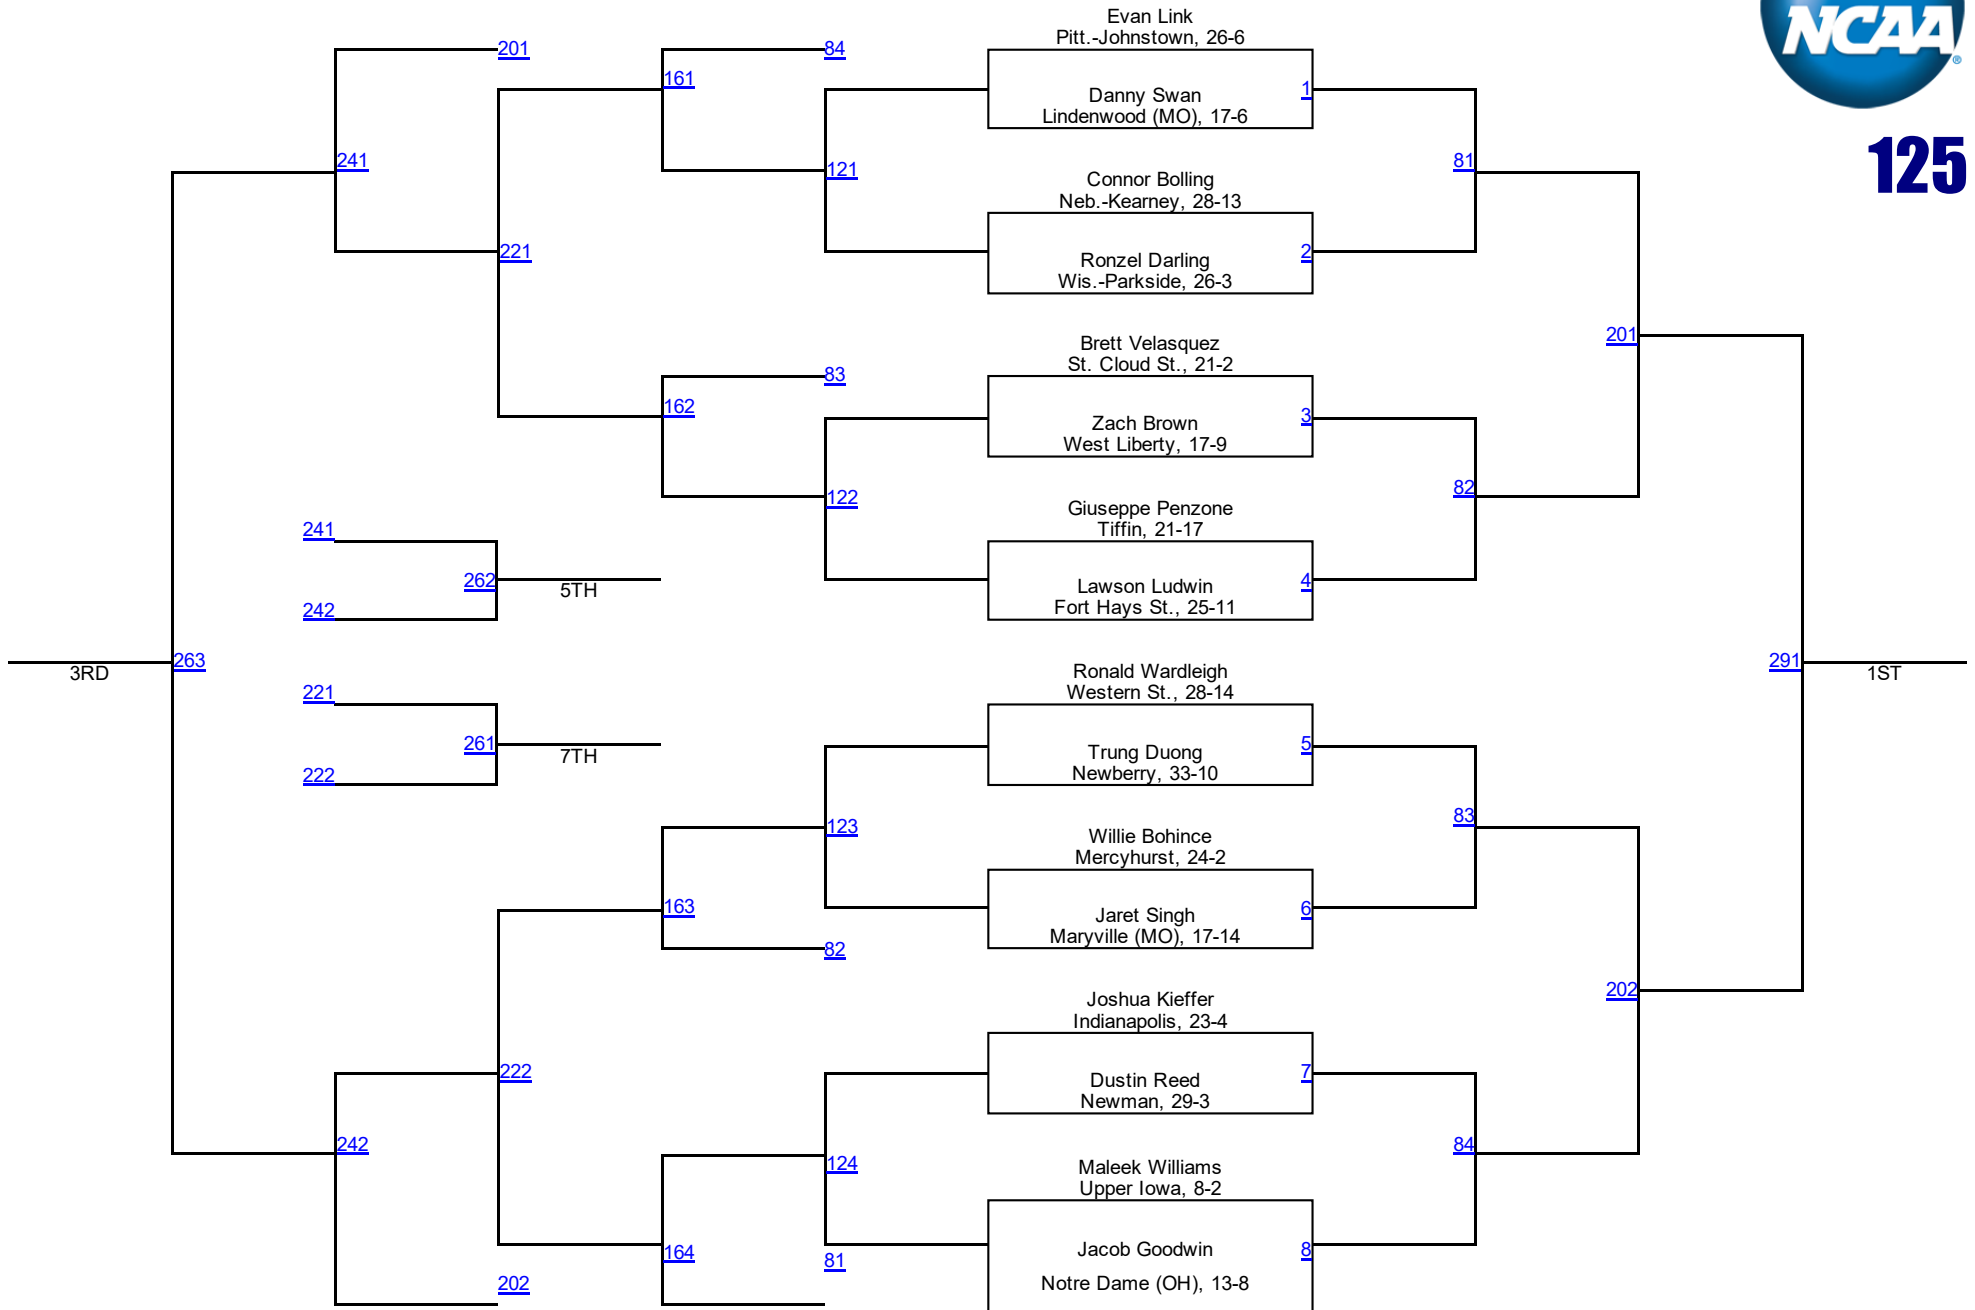 NCAA®
125
Evan Link
Pitt.-Johnstown, 26-6
201
84
161
1
Danny Swan
Lindenwood (MO), 17-6
241
121
81
Connor Bolling
Neb.-Kearney, 28-13
221
2
Ronzel Darling
Wis.-Parkside, 26-3
201
Brett Velasquez
St. Cloud St., 21-2
83
162
3
Zach Brown
West Liberty, 17-9
122
82
Giuseppe Penzone
Tiffin, 21-17
241
262
5TH
4
Lawson Ludwin
Fort Hays St., 25-11
242
3RD
263
291
1ST
Ronald Wardleigh
Western St., 28-14
221
261
7TH
5
Trung Duong
Newberry, 33-10
222
123
83
Willie Bohince
Mercyhurst, 24-2
163
6
Jaret Singh
Maryville (MO), 17-14
82
202
Joshua Kieffer
Indianapolis, 23-4
222
7
Dustin Reed
Newman, 29-3
242
124
84
Maleek Williams
Upper Iowa, 8-2
164
81
8
Jacob Goodwin
202
Notre Dame (OH), 13-8